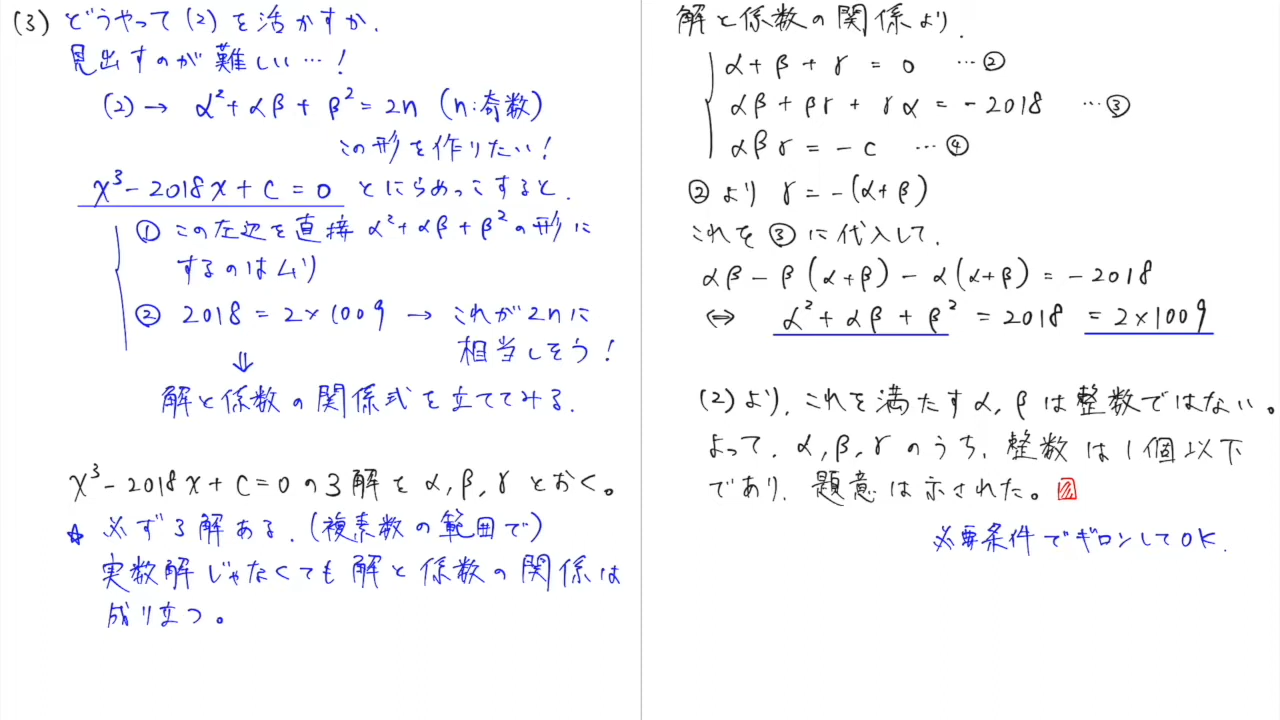 (3) どうやって (2) を活かすか.
見出すのが難しい…!
(2) → α²+αβ+β²=2n (n:奇数)
この形を作りたい!
x³-2018x+c=0 とにらめっこすると.
① この左辺を直接 α²+αβ+β² の形に
するのはムリ
② 2018=2×1009 → これが2nに
相当しそう!
⇓
解と係数の関係式を立ててみる.
x³-2018x+c=0 の3解を α,β,γ とおく。
☆ 必ず3解ある.(複素数の範囲で)
実数解じゃなくても解と係数の関係は
成り立つ。
解と係数の関係より.
α+β+γ=0 …②
αβ+βγ+γα=-2018 …③
αβγ=-c …④
②より γ=-(α+β)
これを③に代入して.
αβ-β(α+β)-α(α+β)=-2018
⇔ α²+αβ+β²=2018=2×1009
(2)より.これを満たすα,βは整数ではない。
よって.α,β,γのうち.整数は1個以下
であり.題意は示された。
必要条件でギロンしてOK.